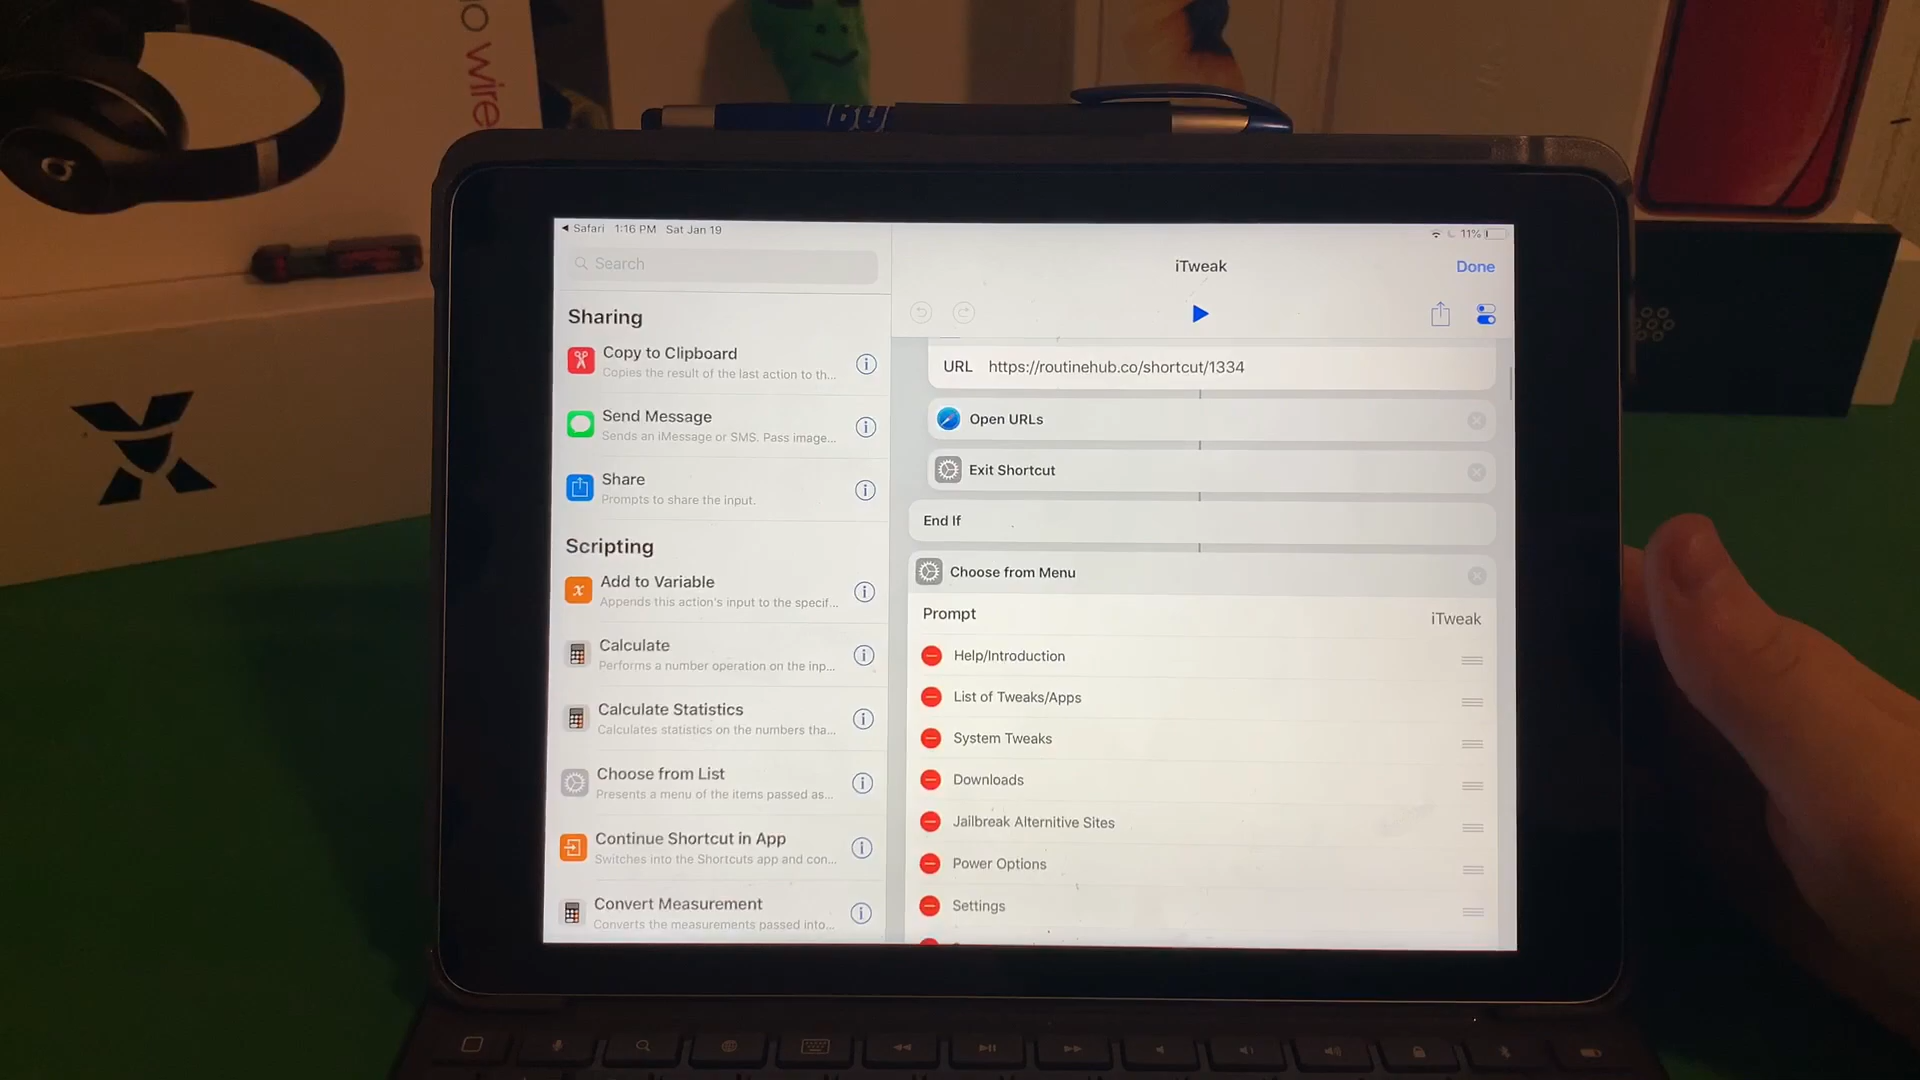 o wire
b
BY
Safari 1:16 PM Sat Jan 19
11%
Search
iTweak
Done
Sharing
Copy to Clipboard
Copies the result of the last action to th...
Send Message
Sends an iMessage or SMS. Pass image...
Share
Prompts to share the input.
Scripting
Add to Variable
Appends this action's input to the specif...
Calculate
Performs a number operation on the inp...
Calculate Statistics
Calculates statistics on the numbers tha...
Choose from List
Presents a menu of the items passed as...
Continue Shortcut in App
Switches into the Shortcuts app and con...
Convert Measurement
Converts the measurements passed into...
URL https://routinehub.co/shortcut/1334
Open URLs
Exit Shortcut
End If
Choose from Menu
Prompt iTweak
Help/Introduction
List of Tweaks/Apps
System Tweaks
Downloads
Jailbreak Alternitive Sites
Power Options
Settings